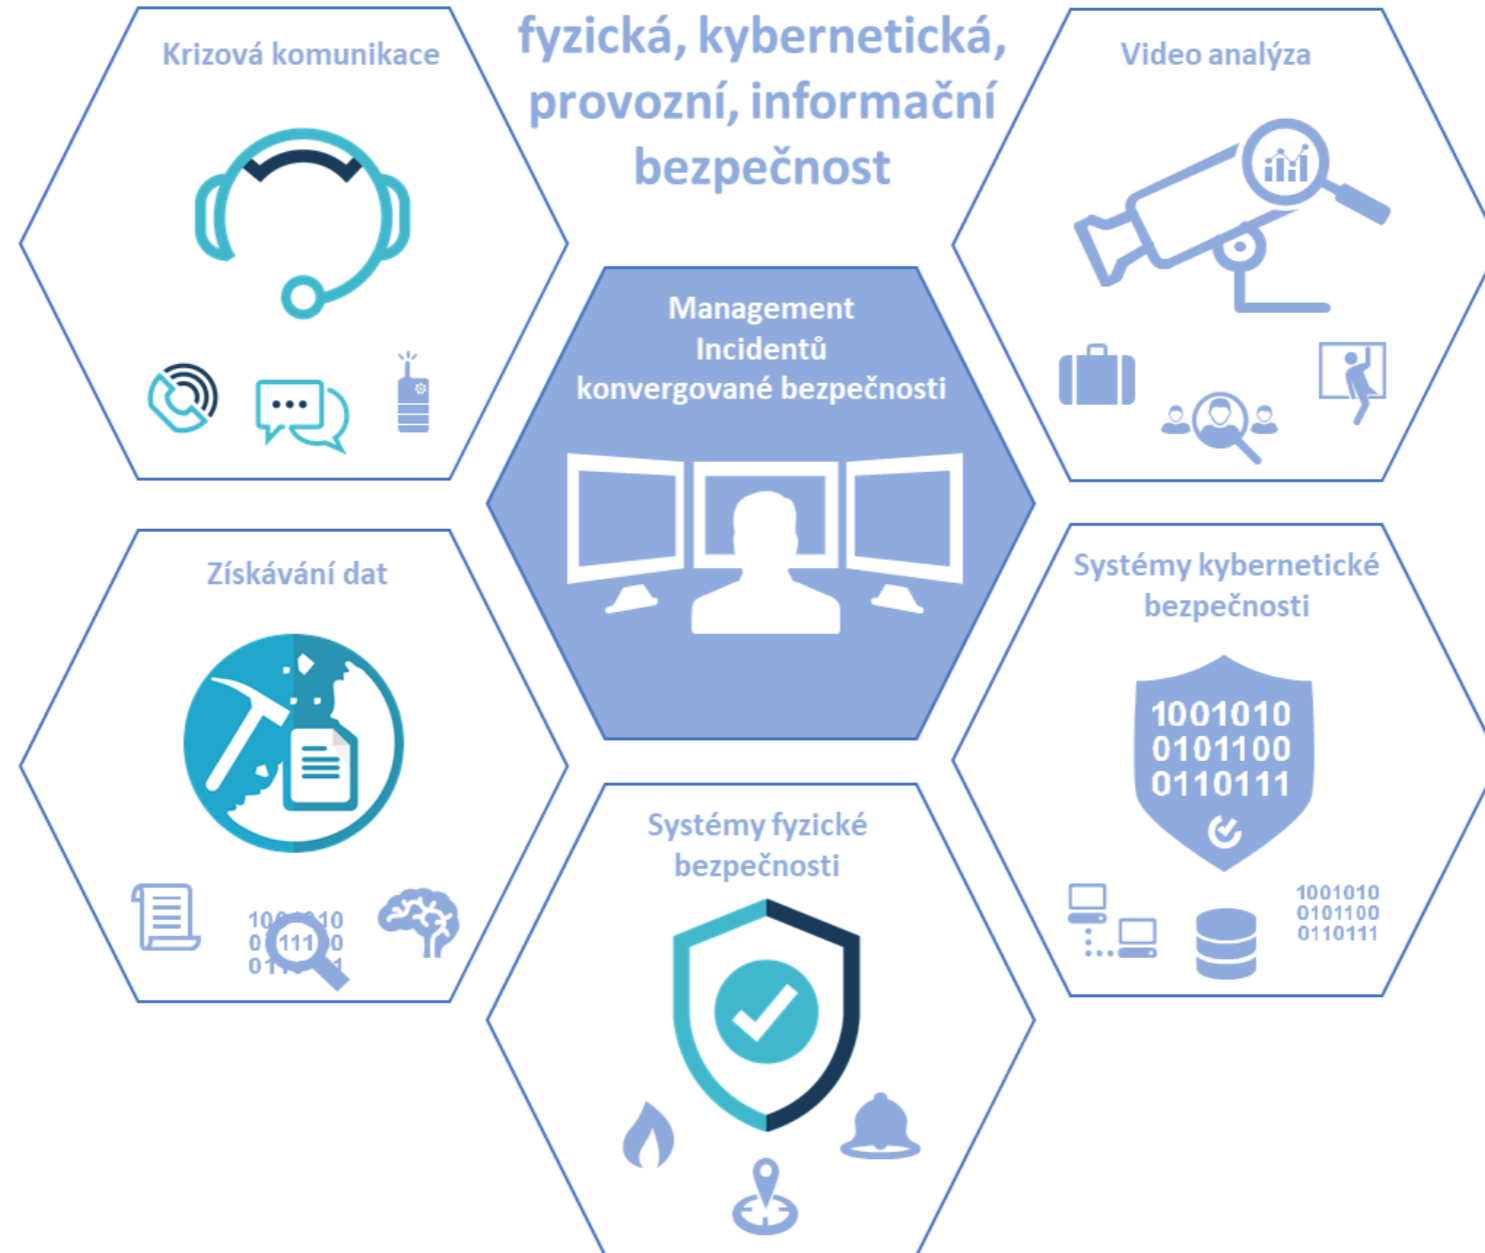 Krizová komunikace
fyzická, kybernetická,
provozní, informační
bezpečnost
Video analýza
Management
Incidentů
konvergované bezpečnosti
Získávání dat
Systémy kybernetické
bezpečnosti
1001010
0101100
0110111
Systémy fyzické
bezpečnosti
111
1001010
0101100
0110111